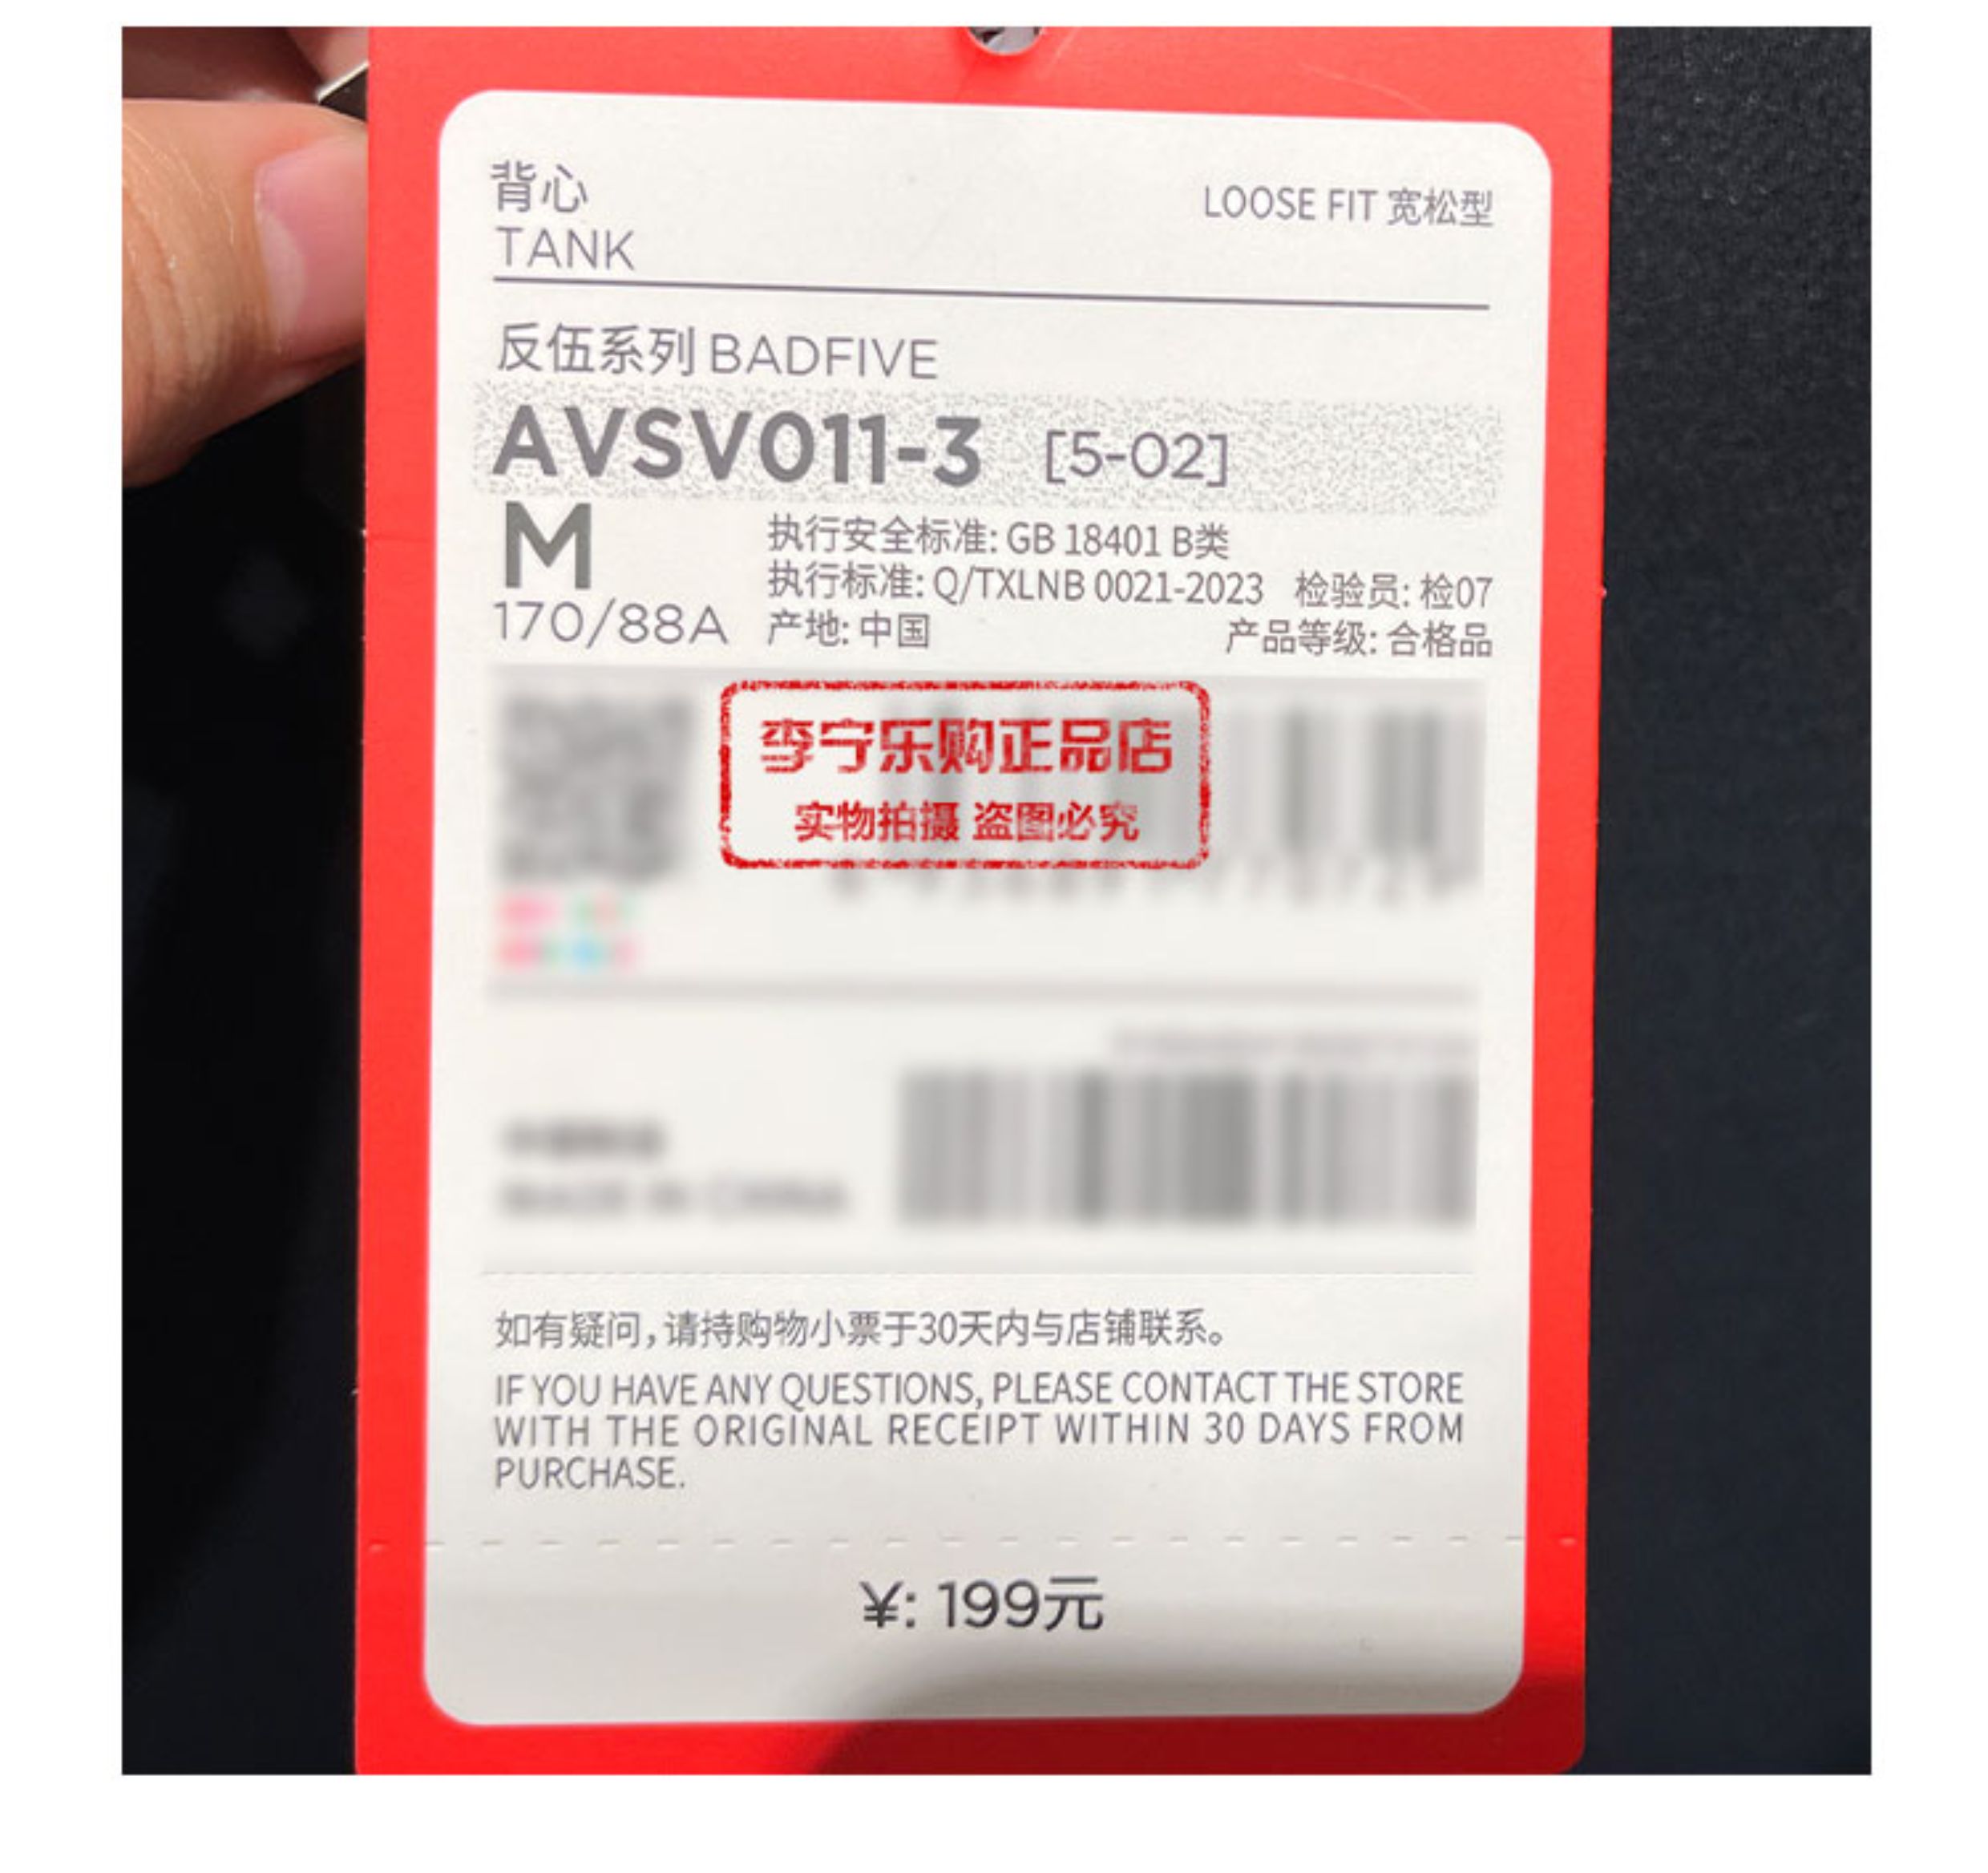 背心
TANK
LOOSE FIT 宽松型
反伍系列 BADFIVE
AVSV011-3 [5-02]
M
170/88A
执行安全标准: GB 18401 B类
执行标准: Q/TXLNB 0021-2023 检验员: 检07
产地: 中国 产品等级: 合格品
李宁乐购正品店
实物拍摄 盗图必究
如有疑问，请持购物小票于30天内与店铺联系。
IF YOU HAVE ANY QUESTIONS, PLEASE CONTACT THE STORE
WITH THE ORIGINAL RECEIPT WITHIN 30 DAYS FROM
PURCHASE.
¥: 199元